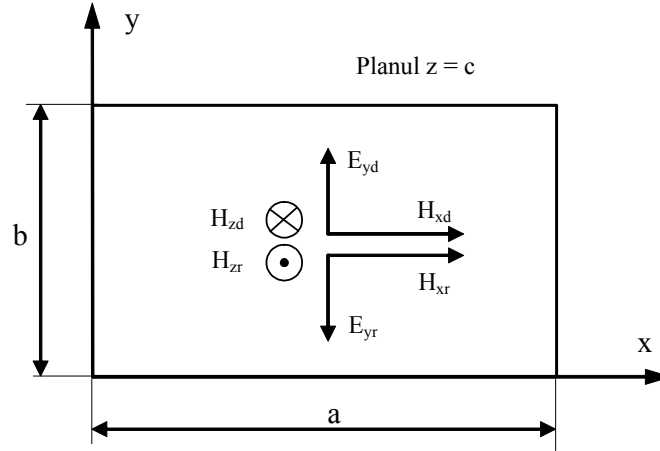 y
Planul z = c
E_yd
H_zd
H_xd
b
H_zr
H_xr
E_yr
x
a